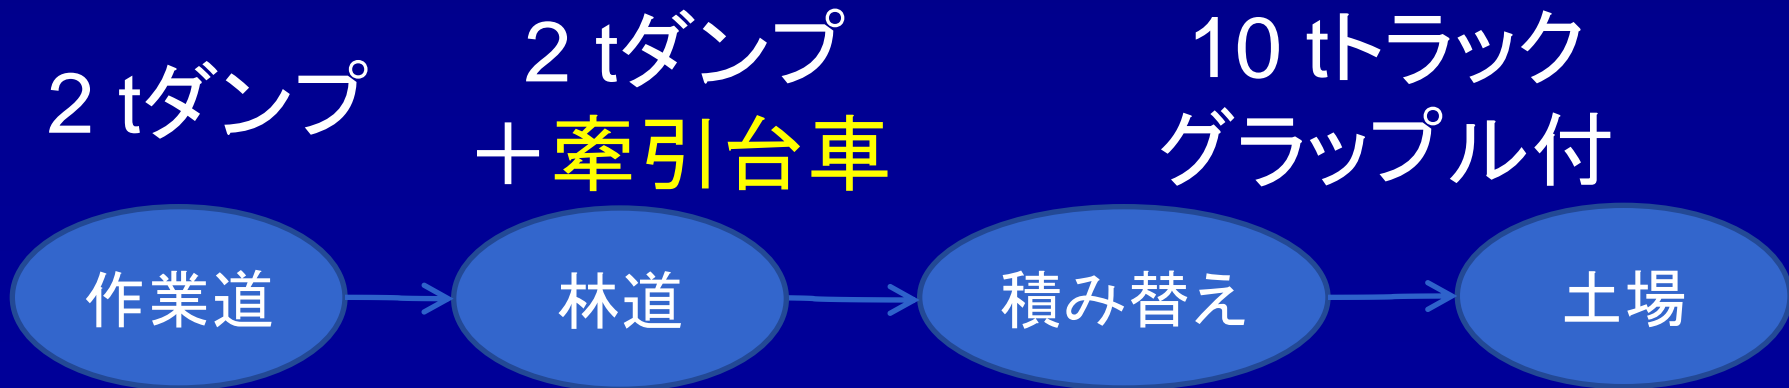 2 tダンプ
2 tダンプ
+牽引台車
10 tトラック
グラップル付
作業道
林道
積み替え
土場